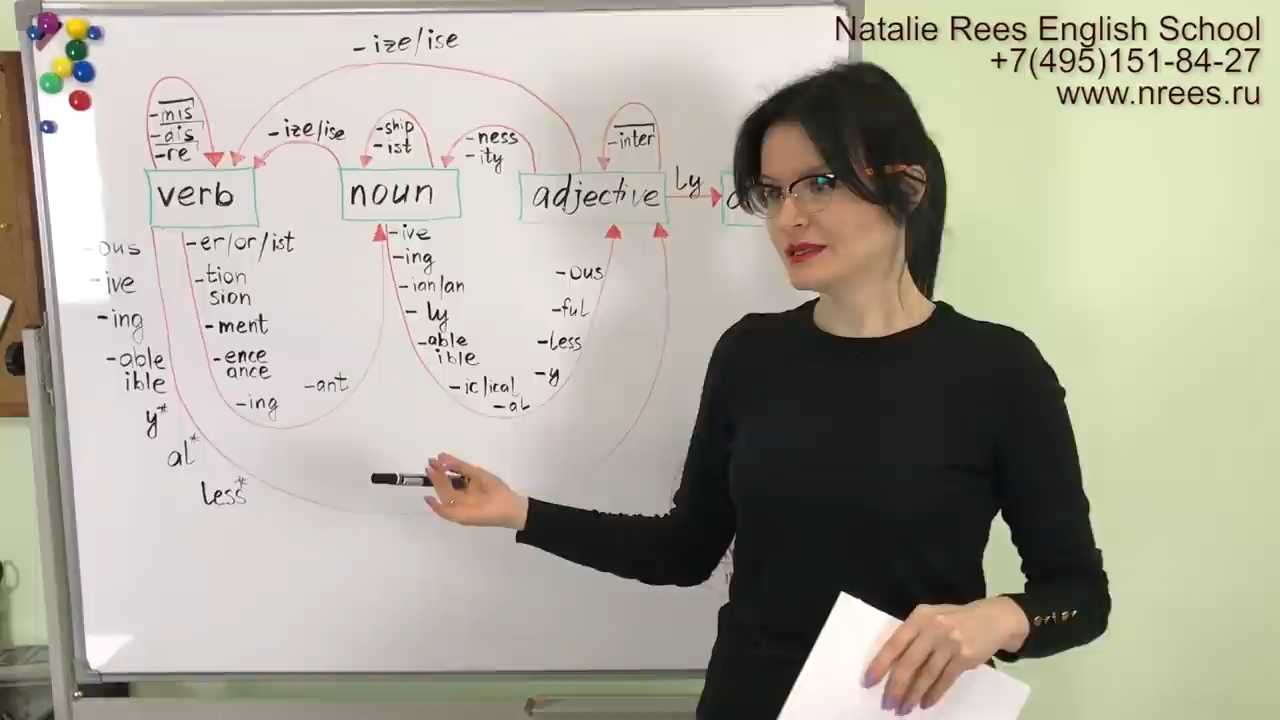 Natalie Rees English School
+7(495)151-84-27
www.nrees.ru
-ize/ise
-mis
-dis
-re
-ize/ise
-ship
-ist
-ness
-ity
-inter
verb
noun
adjective
ly
-ous
-ive
-ing
-able
ible
y*
al*
less*
-er/or/ist
-tion
sion
-ment
-ence
ance
-ing
-ant
-ive
-ing
-ian/an
-ly
-able
ible
-ic/ical
-al
-ous
-ful
-less
-y